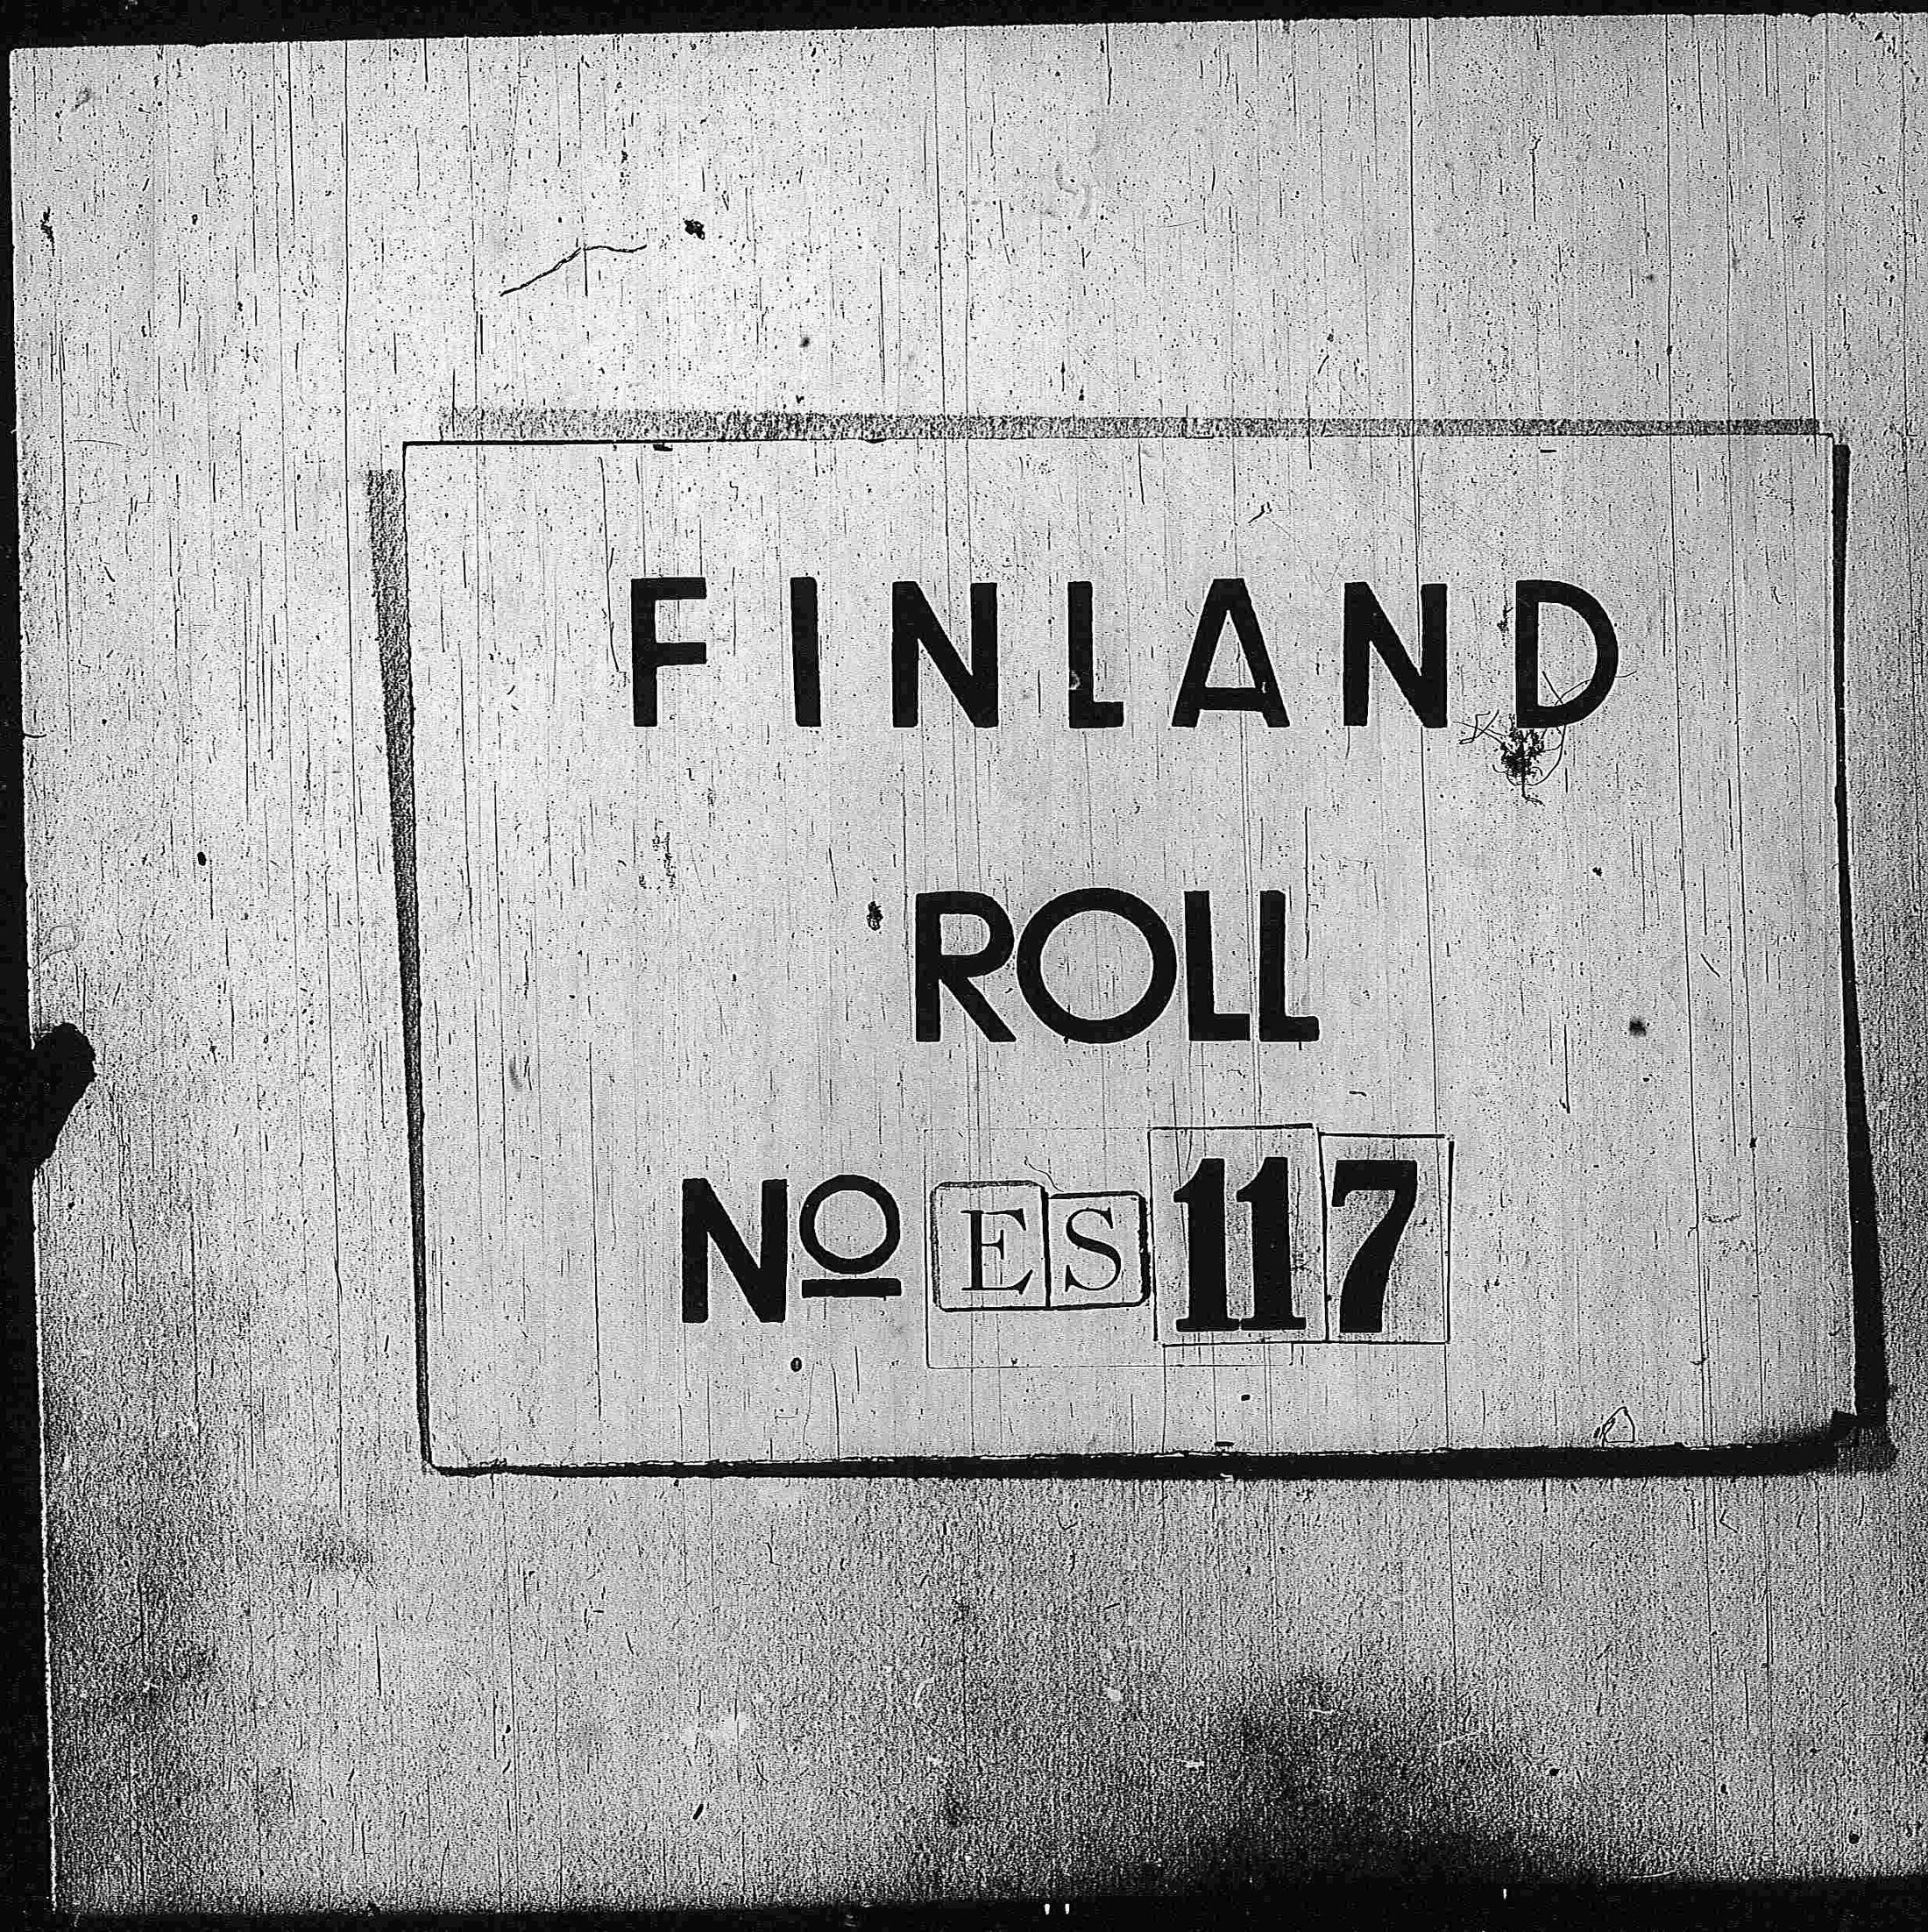 FINLAND
ROLL
Nº ES 117